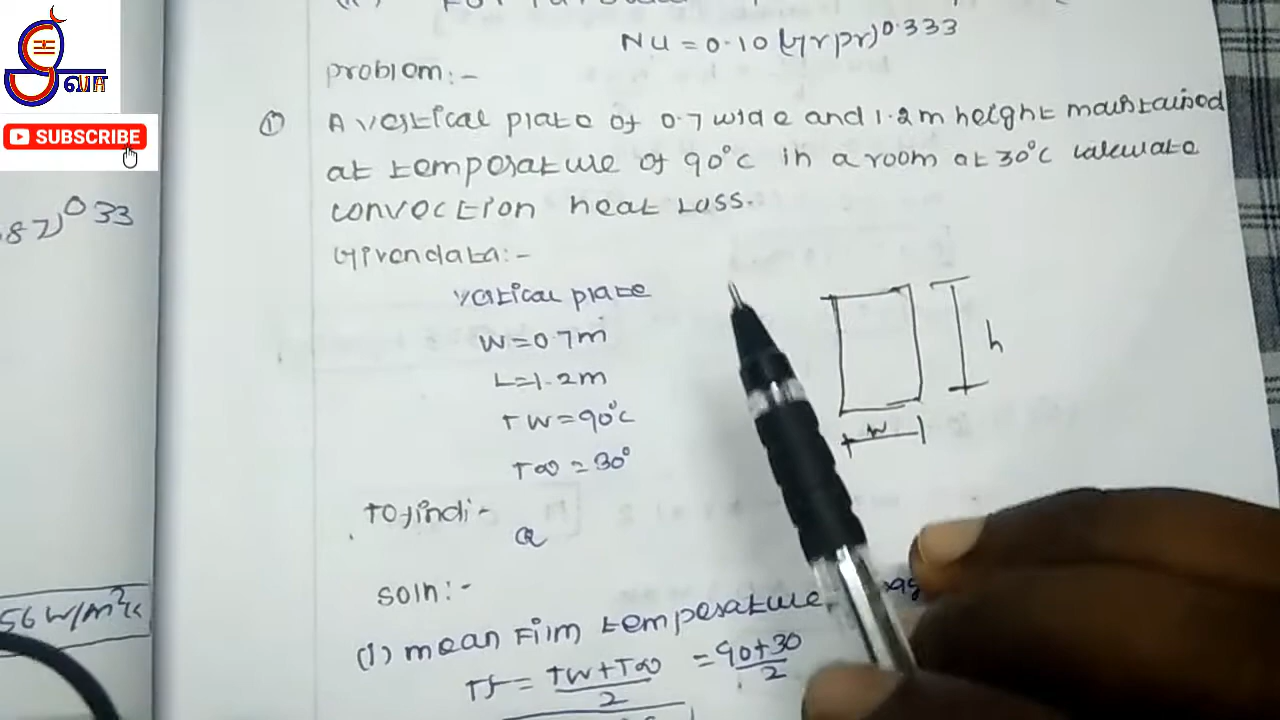 சிவா
SUBSCRIBE
Nu = 0.10 (Gr Pr)^0.333
Problem:-
① A vertical plate of 0.7 wide and 1.2 m height maintained
at temperature of 90°C in a room at 30°C calculate
convection heat loss.
Given data:-
vertical plate
W = 0.7m
L = 1.2m
TW = 90°C
T∞ = 30°
h
w
To find:-
Q
Soln:-
(1) mean Film temperature,
Tf = TW + T∞ / 2 = 90+30 / 2
87)^0.33
56 W/m²K